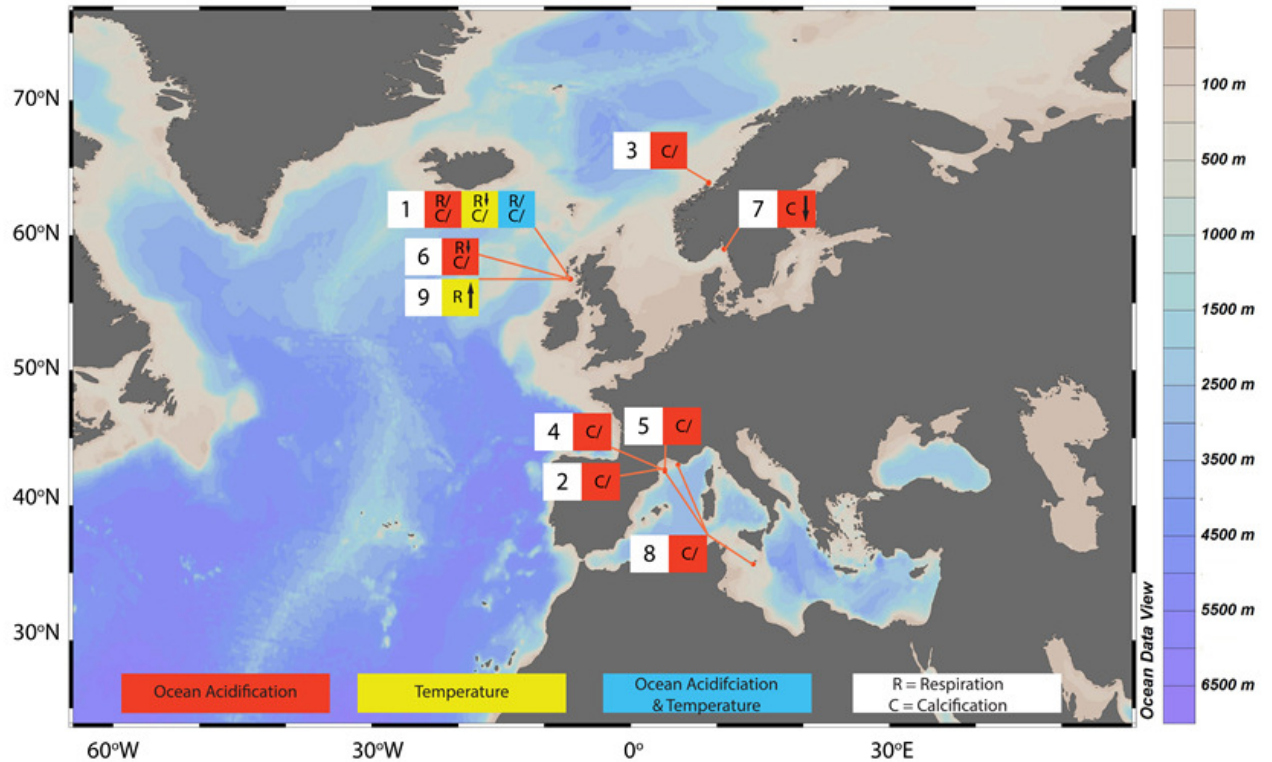 70°N
60°N
50°N
40°N
30°N
3 C/
1 R/ C/ R⬇ C/ R/ C/
7 C ⬇
6 R⬇ C/
9 R ⬆
4 C/
5 C/
2 C/
8 C/
Ocean Acidification
Temperature
Ocean Acidifciation
& Temperature
R = Respiration
C = Calcification
60°W
30°W
0°
30°E
Ocean Data View
100 m
500 m
1000 m
1500 m
2500 m
3500 m
4500 m
5500 m
6500 m